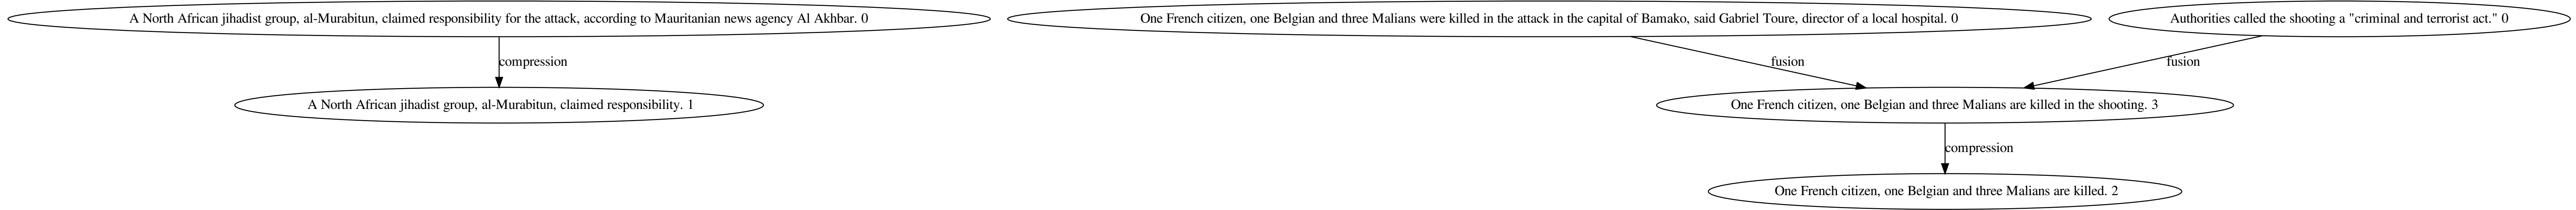 A North African jihadist group, al-Murabitun, claimed responsibility for the attack, according to Mauritanian news agency Al Akhbar. 0
One French citizen, one Belgian and three Malians were killed in the attack in the capital of Bamako, said Gabriel Toure, director of a local hospital. 0
Authorities called the shooting a "criminal and terrorist act." 0
compression
fusion
fusion
A North African jihadist group, al-Murabitun, claimed responsibility. 1
One French citizen, one Belgian and three Malians are killed in the shooting. 3
compression
One French citizen, one Belgian and three Malians are killed. 2